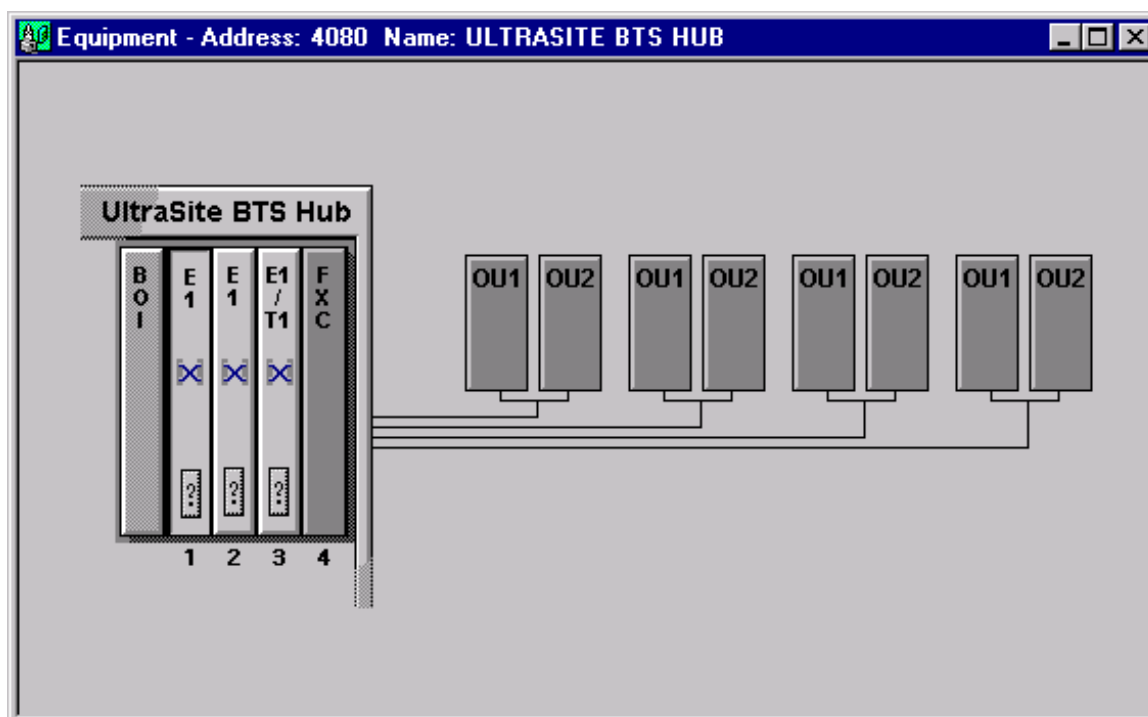 Equipment - Address: 4080 Name: ULTRASITE BTS HUB
UltraSite BTS Hub
BOI
E1
E1
E1/T1
FXC
? ? ?
1 2 3 4
OU1 OU2 OU1 OU2 OU1 OU2 OU1 OU2